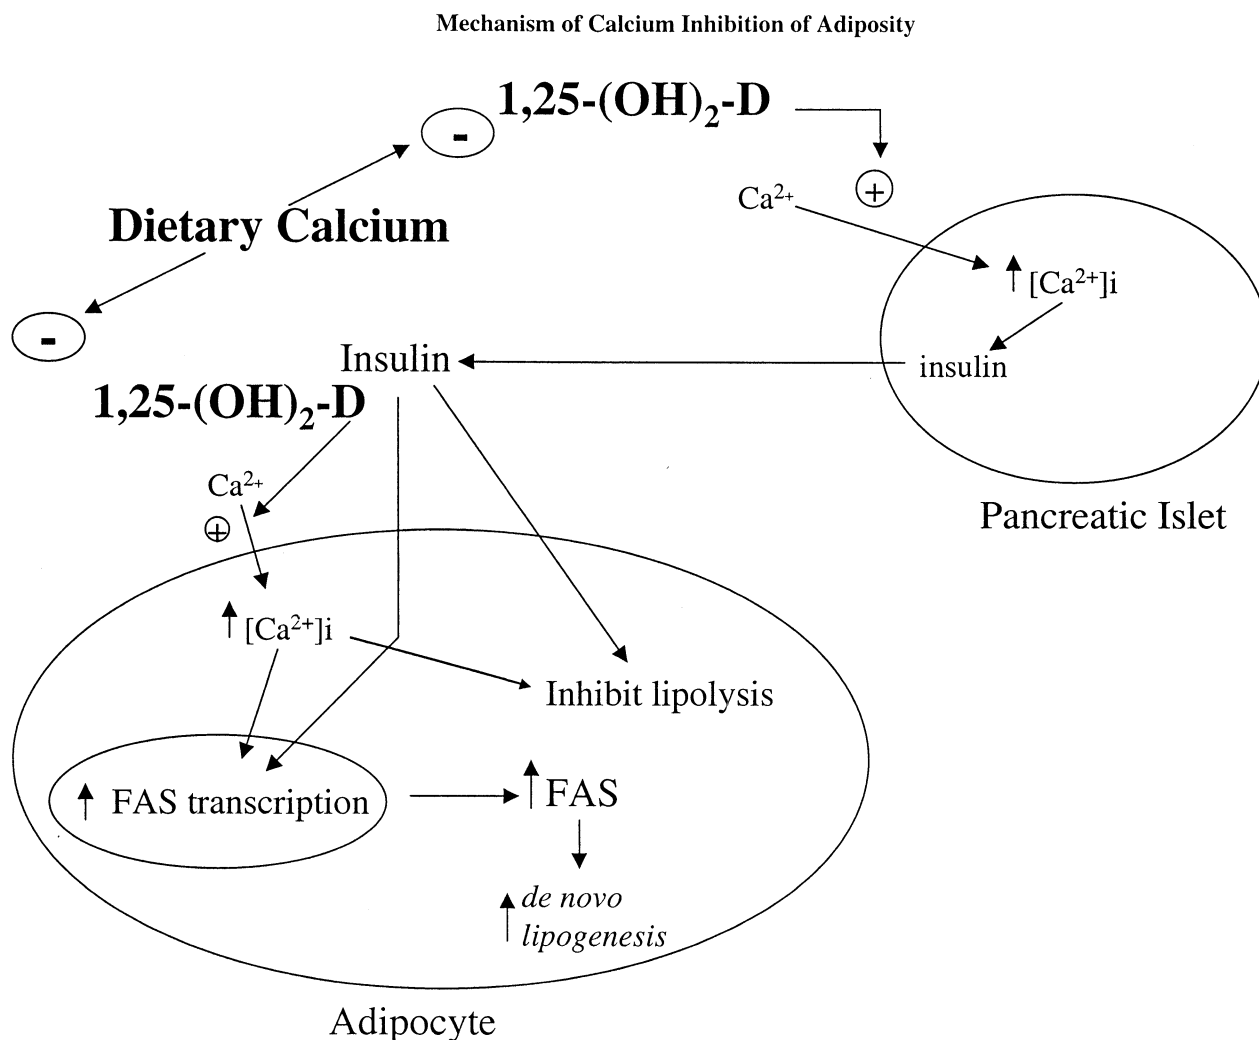 Mechanism of Calcium Inhibition of Adiposity
1,25-(OH)₂-D
-
Dietary Calcium
Ca²⁺
+
↑ [Ca²⁺]i
insulin
Pancreatic Islet
-
Insulin
1,25-(OH)₂-D
Ca²⁺
+
↑ [Ca²⁺]i
Inhibit lipolysis
↑ FAS transcription
↑ FAS
↑ de novo
lipogenesis
Adipocyte